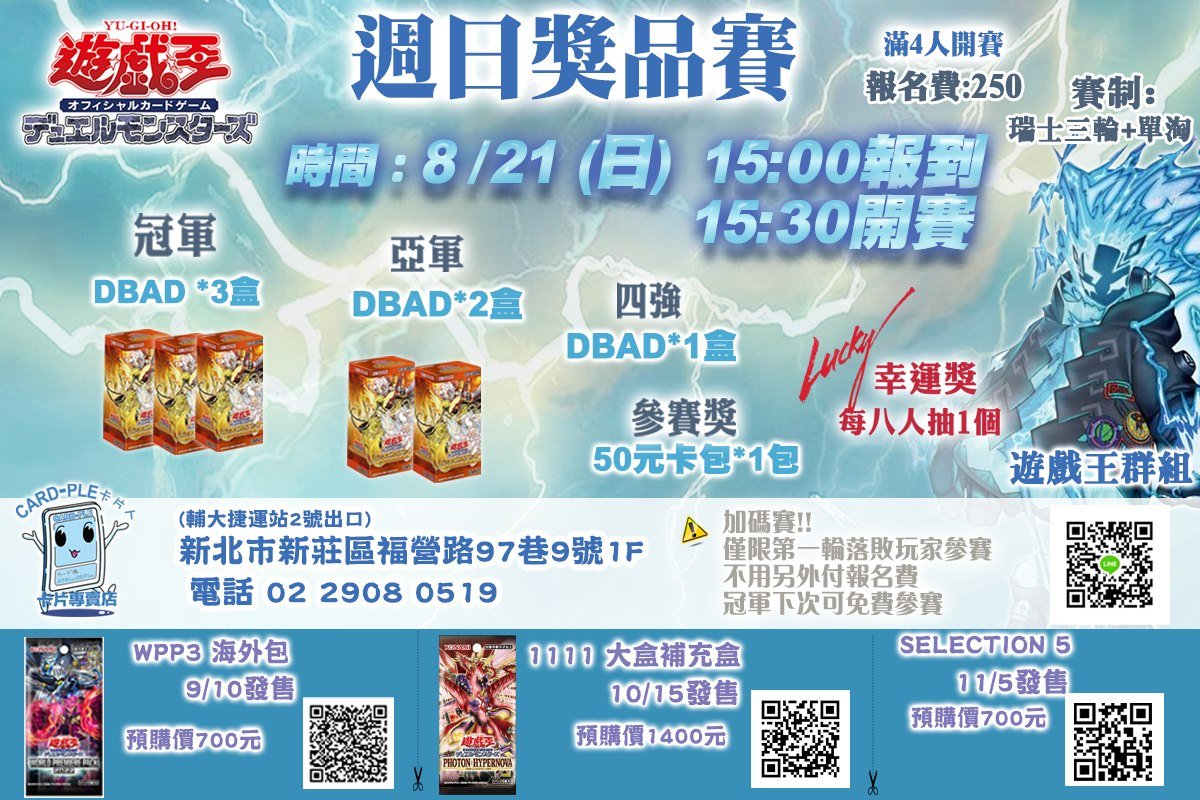 YU-GI-OH!
遊戯王
オフィシャルカードゲーム
デュエルモンスターズ
週日獎品賽
滿4人開賽
報名費:250
賽制:
瑞士三輪+單淘
時間 : 8 /21 (日) 15:00報到
15:30開賽
冠軍
DBAD *3盒
亞軍
DBAD*2盒
四強
DBAD*1盒
參賽獎
50元卡包*1包
Lucky
幸運獎
每八人抽1個
遊戲王群組
CARD-PLE卡片人
卡片專賣店
(輔大捷運站2號出口)
新北市新莊區福營路97巷9號1F
電話 02 2908 0519
加碼賽!!
僅限第一輪落敗玩家參賽
不用另外付報名費
冠軍下次可免費參賽
LINE
KONAMI
WORLD PREMIERE PACK
WPP3 海外包
9/10發售
預購價700元
KONAMI
遊戯王
PHOTON HYPERNOVA
1111 大盒補充盒
10/15發售
預購價1400元
SELECTION 5
11/5發售
預購價700元